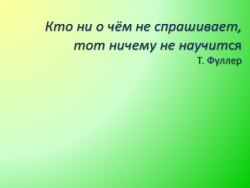 Кто ни о чём не спрашивает,
тот ничему не научится
Т. Фуллер